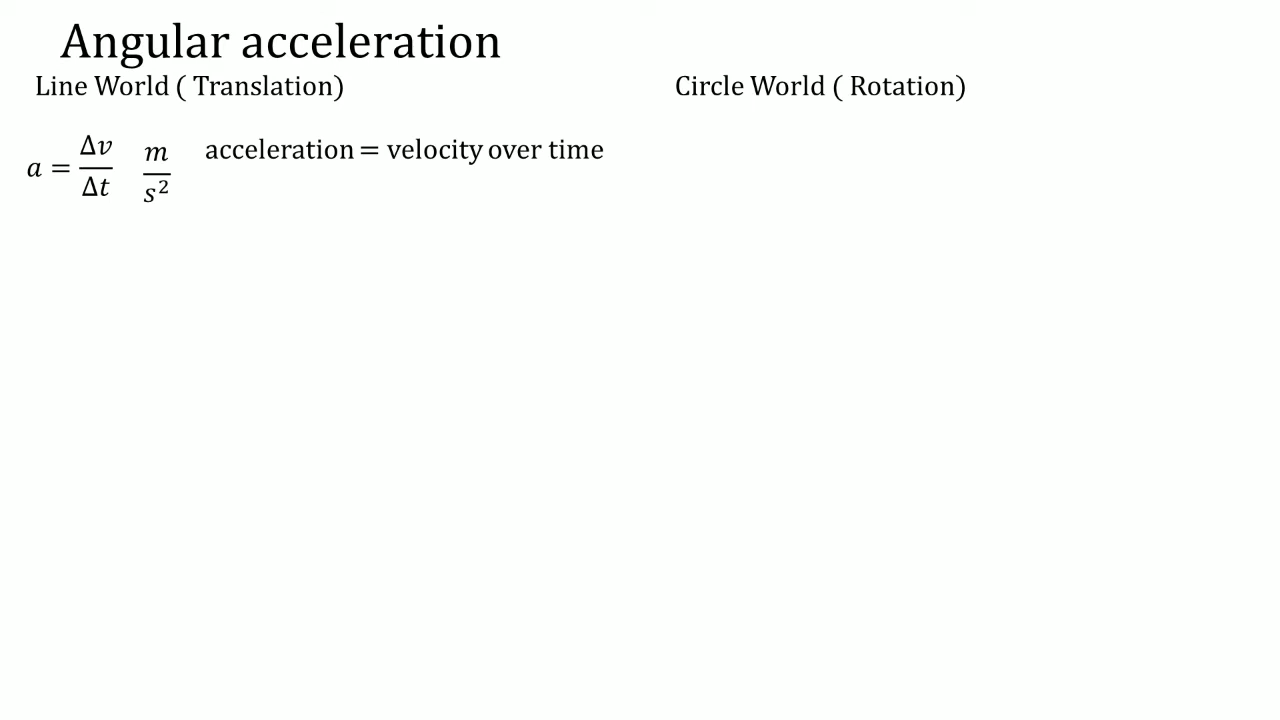 Angular acceleration
Line World ( Translation)
Circle World ( Rotation)
a = Δv/Δt m/s² acceleration = velocity over time